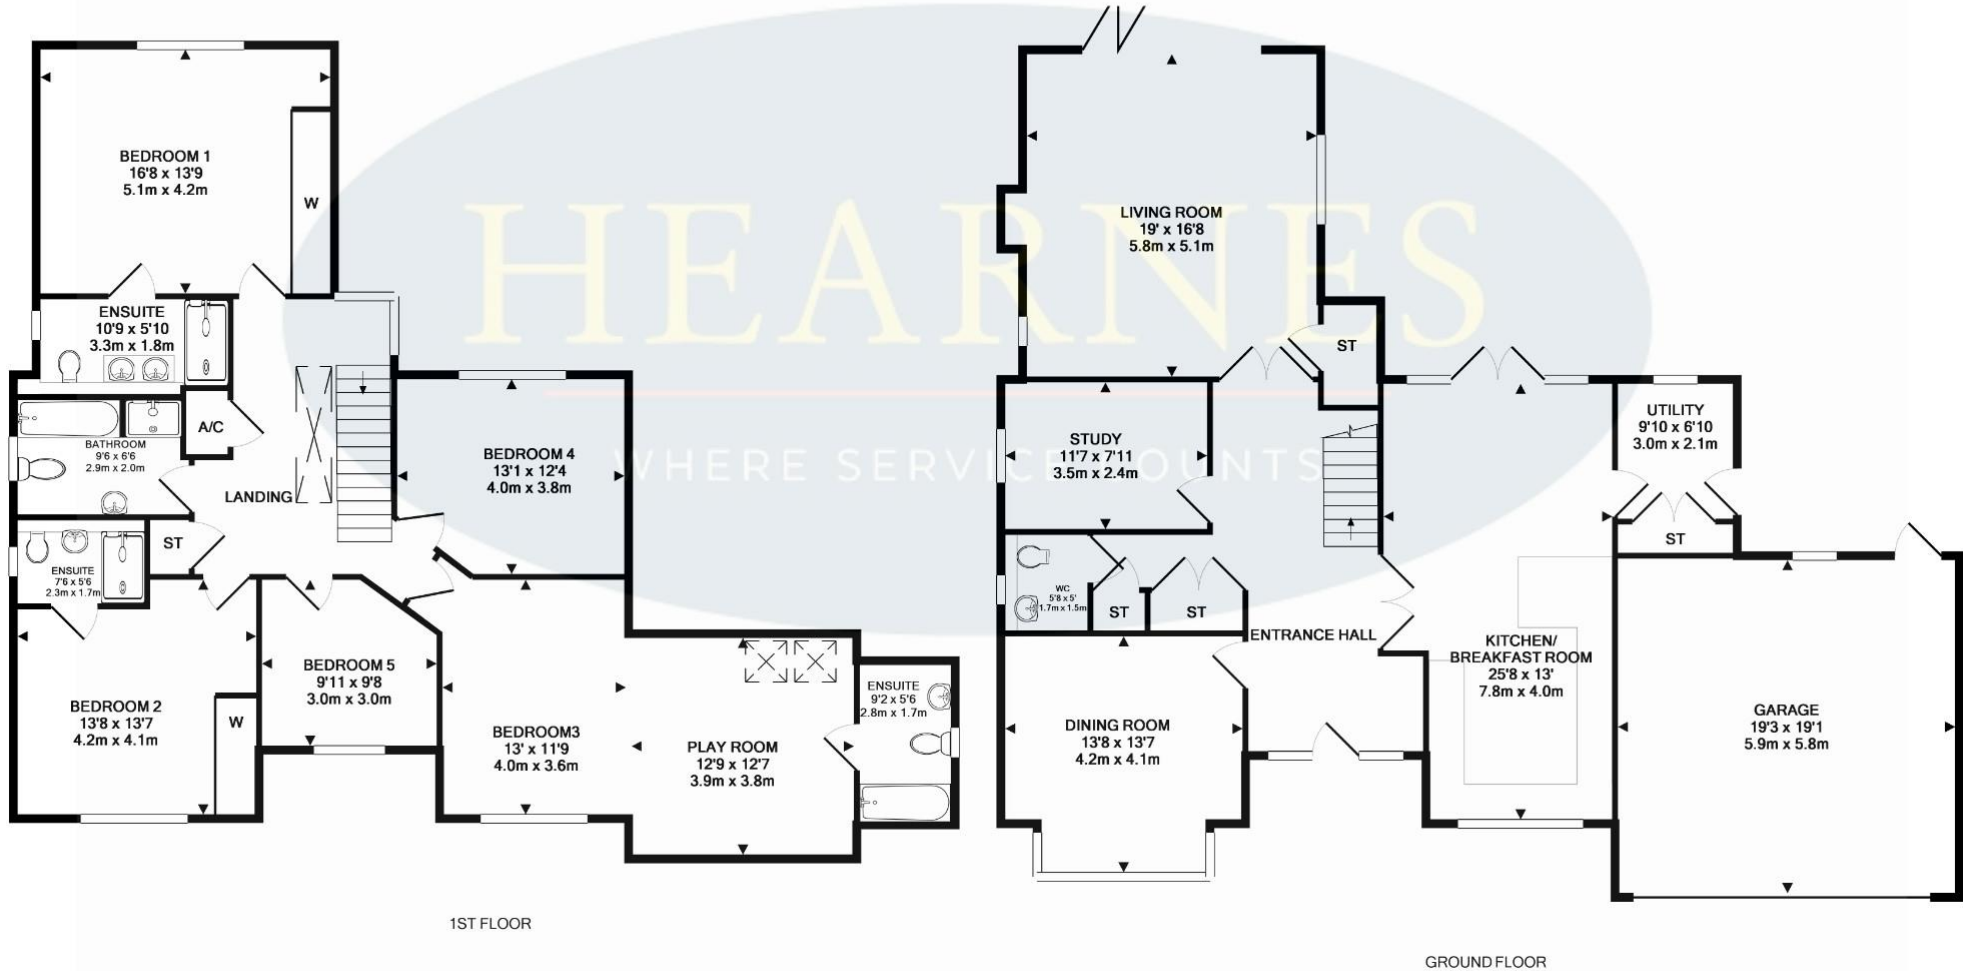 BEDROOM 1
16'8 x 13'9
5.1m x 4.2m
W
ENSUITE
10'9 x 5'10
3.3m x 1.8m
A/C
BATHROOM
9'6 x 6'6
2.9m x 2.0m
LANDING
ST
ENSUITE
7'6 x 5'6
2.3m x 1.7m
BEDROOM 4
13'1 x 12'4
4.0m x 3.8m
BEDROOM 2
13'8 x 13'7
4.2m x 4.1m
W
BEDROOM 5
9'11 x 9'8
3.0m x 3.0m
BEDROOM3
13' x 11'9
4.0m x 3.6m
PLAY ROOM
12'9 x 12'7
3.9m x 3.8m
ENSUITE
9'2 x 5'6
2.8m x 1.7m
1ST FLOOR
HEARNES
WHERE SERVICE COUNTS
LIVING ROOM
19' x 16'8
5.8m x 5.1m
ST
STUDY
11'7 x 7'11
3.5m x 2.4m
UTILITY
9'10 x 6'10
3.0m x 2.1m
ST
WC
5'8 x 5'
1.7m x 1.5m
ST
ST
ENTRANCE HALL
KITCHEN/
BREAKFAST ROOM
25'8 x 13'
7.8m x 4.0m
DINING ROOM
13'8 x 13'7
4.2m x 4.1m
GARAGE
19'3 x 19'1
5.9m x 5.8m
GROUND FLOOR